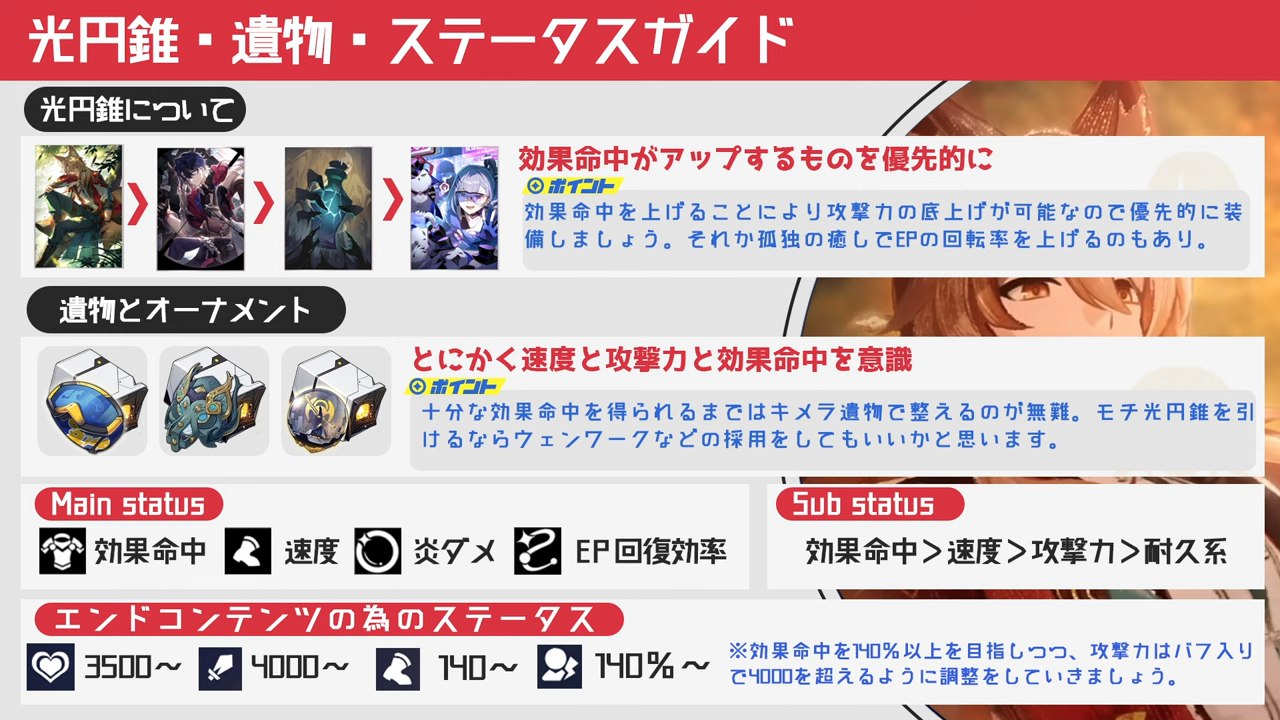 光円錐・遺物・ステータスガイド
光円錐について
効果命中がアップするものを優先的に
ポイント
効果命中を上げることにより攻撃力の底上げが可能なので優先的に装
備しましょう。それか孤独の癒しでEPの回転率を上げるのもあり。
遺物とオーナメント
とにかく速度と攻撃力と効果命中を意識
ポイント
十分な効果命中を得られるまではキメラ遺物で整えるのが無難。モチ光円錐を引
けるならウェンワークなどの採用をしてもいいかと思います。
Main status
効果命中 速度 炎ダメ EP回復効率
Sub status
効果命中＞速度＞攻撃力＞耐久系
エンドコンテンツの為のステータス
3500〜 4000〜 140〜 140%〜
※効果命中を140%以上を目指しつつ、攻撃力はバフ入り
で4000を超えるように調整をしていきましょう。